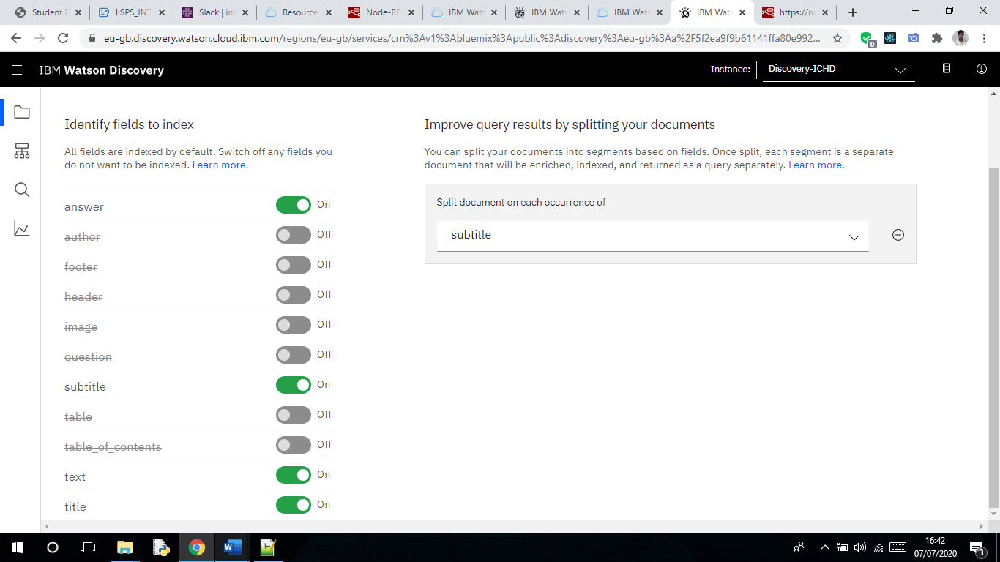 Student D
IISPS_INT
Slack | int
Resource
Node-RE
IBM Wats
IBM Wats
IBM Wats
IBM Wats
https://no
eu-gb.discovery.watson.cloud.ibm.com/regions/eu-gb/services/crn%3Av1%3Abluemix%3Apublic%3Adiscovery%3Aeu-gb%3Aa%2F5f2ea9f9b61141ffa80e992...
0
IBM Watson Discovery
Instance:
Discovery-ICHD
Identify fields to index
All fields are indexed by default. Switch off any fields you
do not want to be indexed. Learn more.
answer On
author Off
footer Off
header Off
image Off
question Off
subtitle On
table Off
table_of_contents Off
text On
title On
Improve query results by splitting your documents
You can split your documents into segments based on fields. Once split, each segment is a separate
document that will be enriched, indexed, and returned as a query separately. Learn more.
Split document on each occurrence of
subtitle
16:42
07/07/2020
3